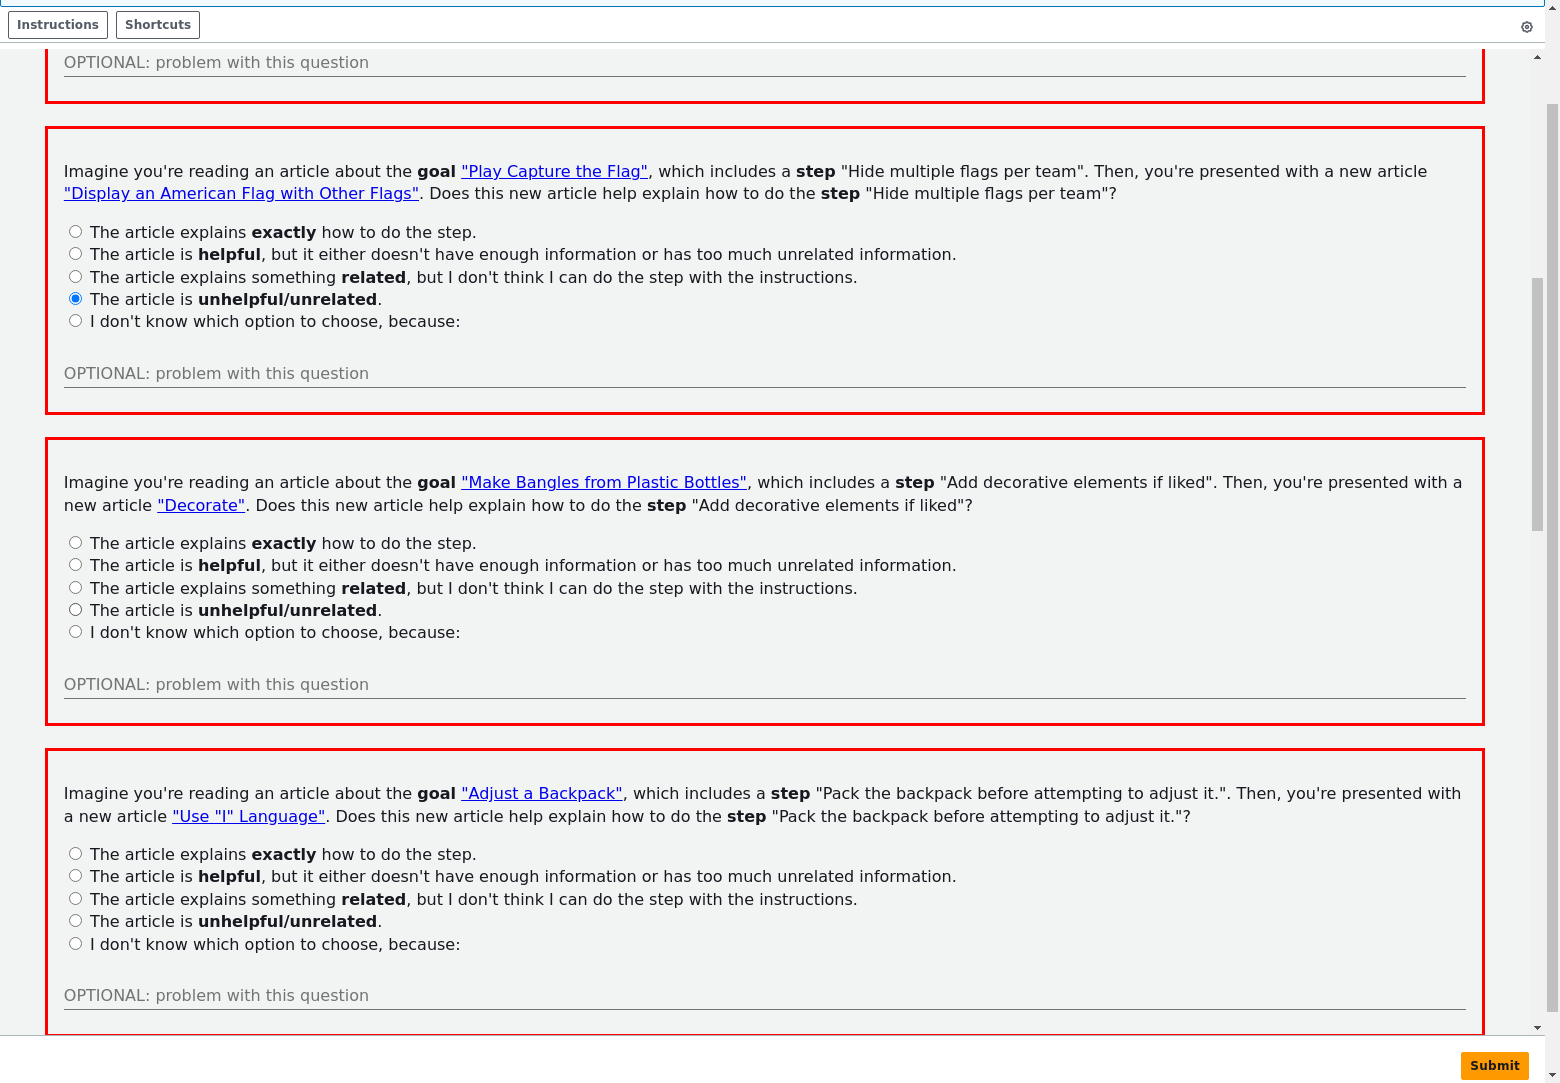 Instructions
Shortcuts
OPTIONAL: problem with this question
Imagine you're reading an article about the goal "Play Capture the Flag", which includes a step "Hide multiple flags per team". Then, you're presented with a new article
"Display an American Flag with Other Flags". Does this new article help explain how to do the step "Hide multiple flags per team"?
The article explains exactly how to do the step.
The article is helpful, but it either doesn't have enough information or has too much unrelated information.
The article explains something related, but I don't think I can do the step with the instructions.
The article is unhelpful/unrelated.
I don't know which option to choose, because:
OPTIONAL: problem with this question
Imagine you're reading an article about the goal "Make Bangles from Plastic Bottles", which includes a step "Add decorative elements if liked". Then, you're presented with a
new article "Decorate". Does this new article help explain how to do the step "Add decorative elements if liked"?
The article explains exactly how to do the step.
The article is helpful, but it either doesn't have enough information or has too much unrelated information.
The article explains something related, but I don't think I can do the step with the instructions.
The article is unhelpful/unrelated.
I don't know which option to choose, because:
OPTIONAL: problem with this question
Imagine you're reading an article about the goal "Adjust a Backpack", which includes a step "Pack the backpack before attempting to adjust it.". Then, you're presented with
a new article "Use "I" Language". Does this new article help explain how to do the step "Pack the backpack before attempting to adjust it."?
The article explains exactly how to do the step.
The article is helpful, but it either doesn't have enough information or has too much unrelated information.
The article explains something related, but I don't think I can do the step with the instructions.
The article is unhelpful/unrelated.
I don't know which option to choose, because:
OPTIONAL: problem with this question
Submit